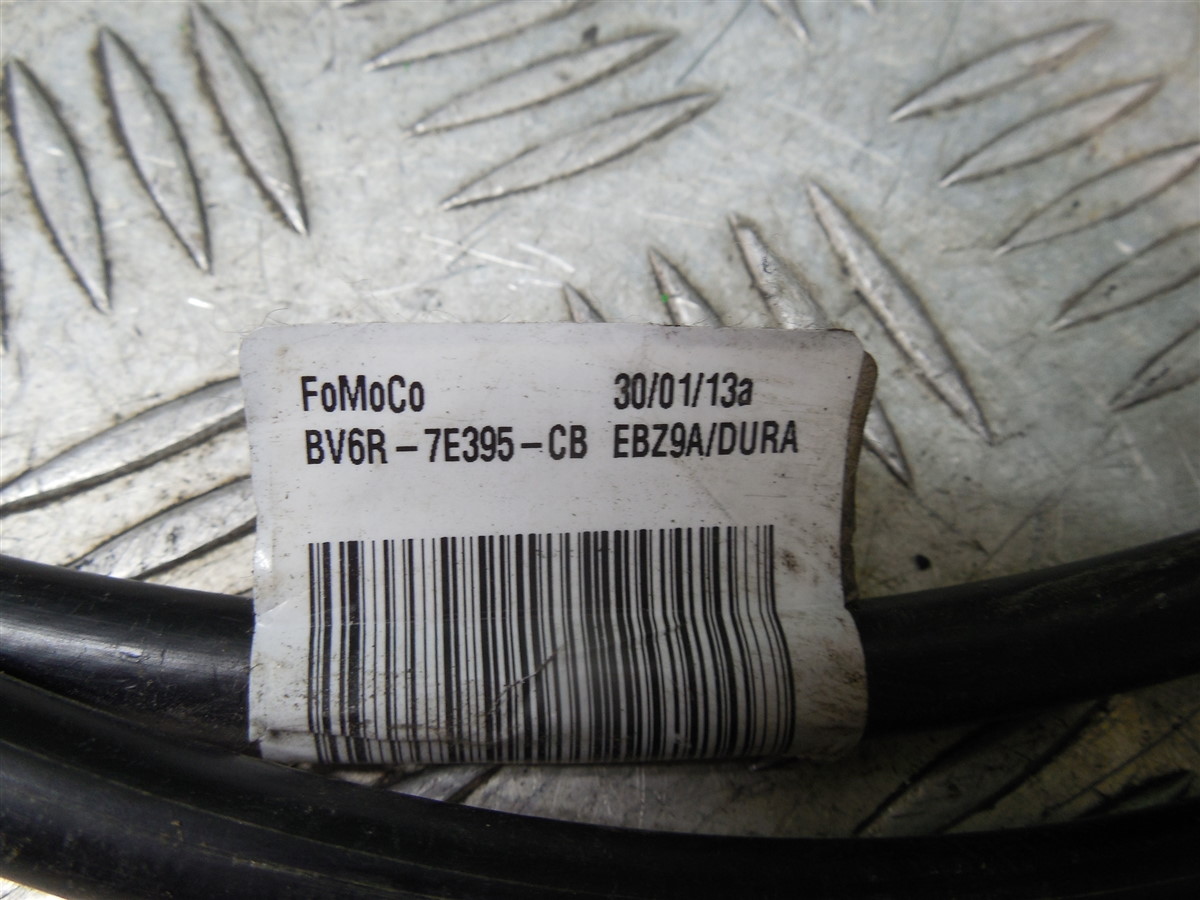 FoMoCo 30/01/13a
BV6R-7E395-CB EBZ9A/DURA